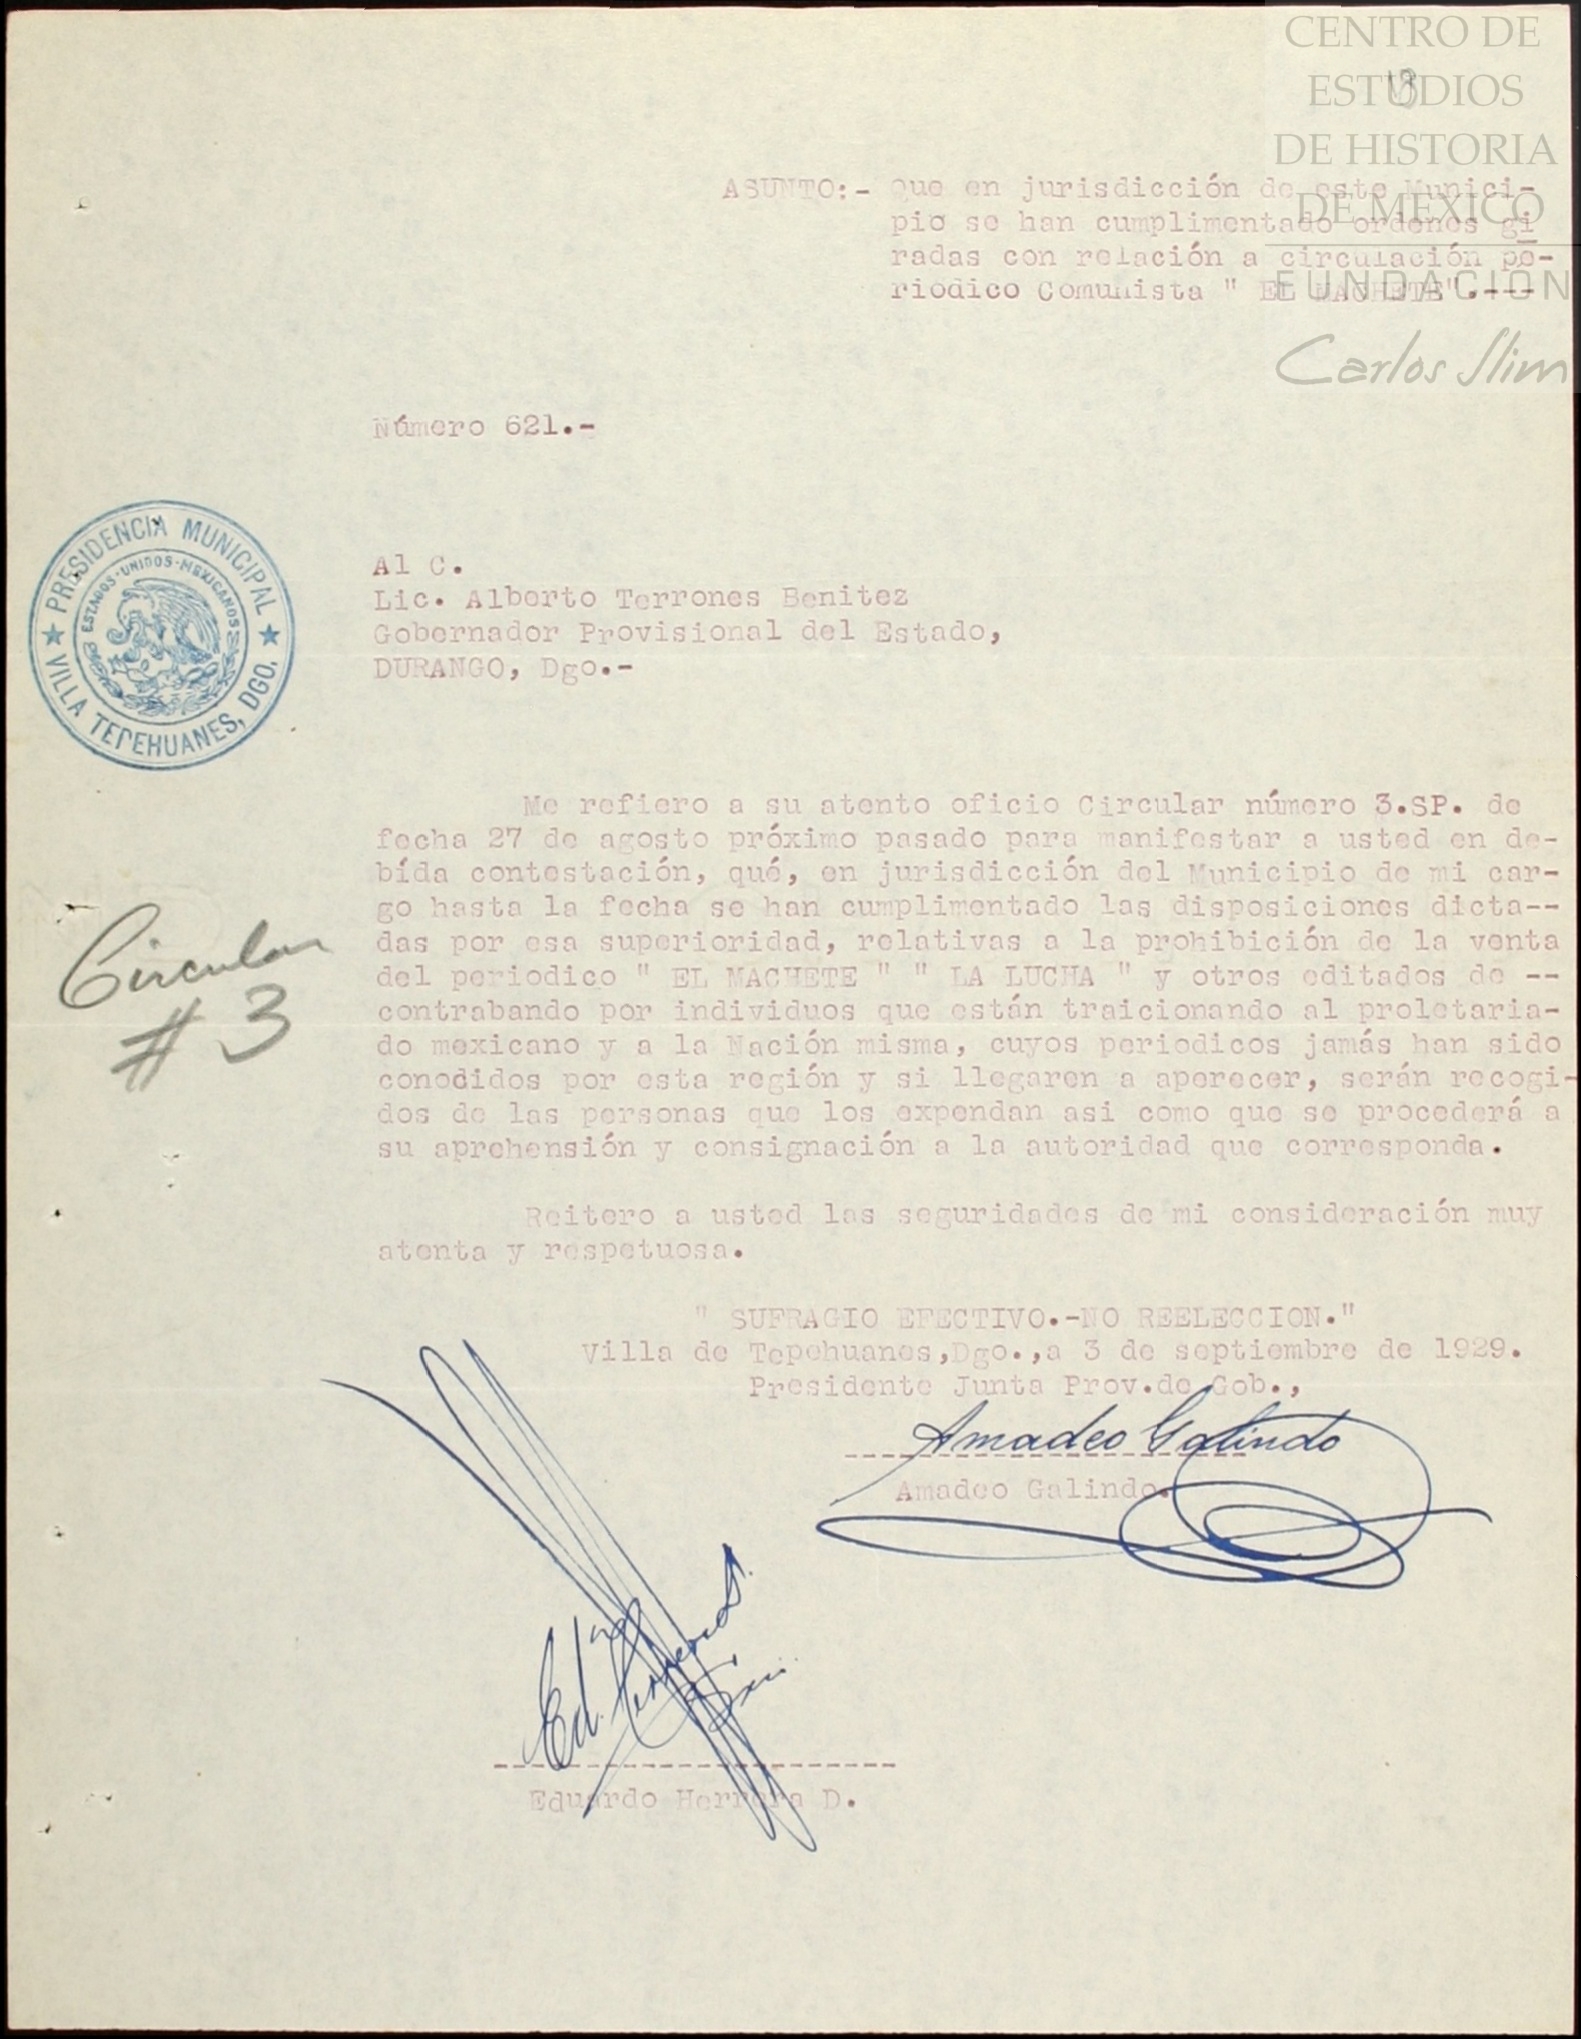 CENTRO DE
ESTUDIOS
DE HISTORIA
DE MEXICO
FUNDACIÓN
Carlos Slim
ASUNTO:- Que en jurisdicción de este Munici-
pio se han cumplimentado ordenes gi
radas con relación a circulación pe-
riodico Comunista " EL MACHETE".---
Número 621.-
PRESIDENCIA MUNICIPAL
ESTADOS-UNIDOS-MEXICANOS
VILLA TEPEHUANES, DGO.
Al C.
Lic. Alberto Terrones Benitez
Gobernador Provisional del Estado,
DURANGO, Dgo.-
Me refiero a su atento oficio Circular número 3.SP. de
fecha 27 de agosto próximo pasado para manifestar a usted en de-
bída contestación, qué, en jurisdicción del Municipio de mi car-
go hasta la fecha se han cumplimentado las disposiciones dicta--
das por esa superioridad, relativas a la prohibición de la venta
del periodico " EL MACHETE " " LA LUCHA " y otros editados de --
contrabando por individuos que están traicionando al proletaria-
do mexicano y a la Nación misma, cuyos periodicos jamás han sido
conodidos por esta región y si llegaren a aperecer, serán recogi-
dos de las personas que los expendan asi como que se procederá a
su aprehensión y consignación a la autoridad que corresponda.
Circular
# 3
Reitero a usted las seguridades de mi consideración muy
atenta y respetuosa.
" SUFRAGIO EFECTIVO.-NO REELECCION."
Villa de Tepehuanes,Dgo.,a 3 de septiembre de 1929.
Presidente Junta Prov.de Gob.,
Amadeo Galindo
Amadeo Galindo.
Ed. Herrera D.
Eduardo Herrera D.